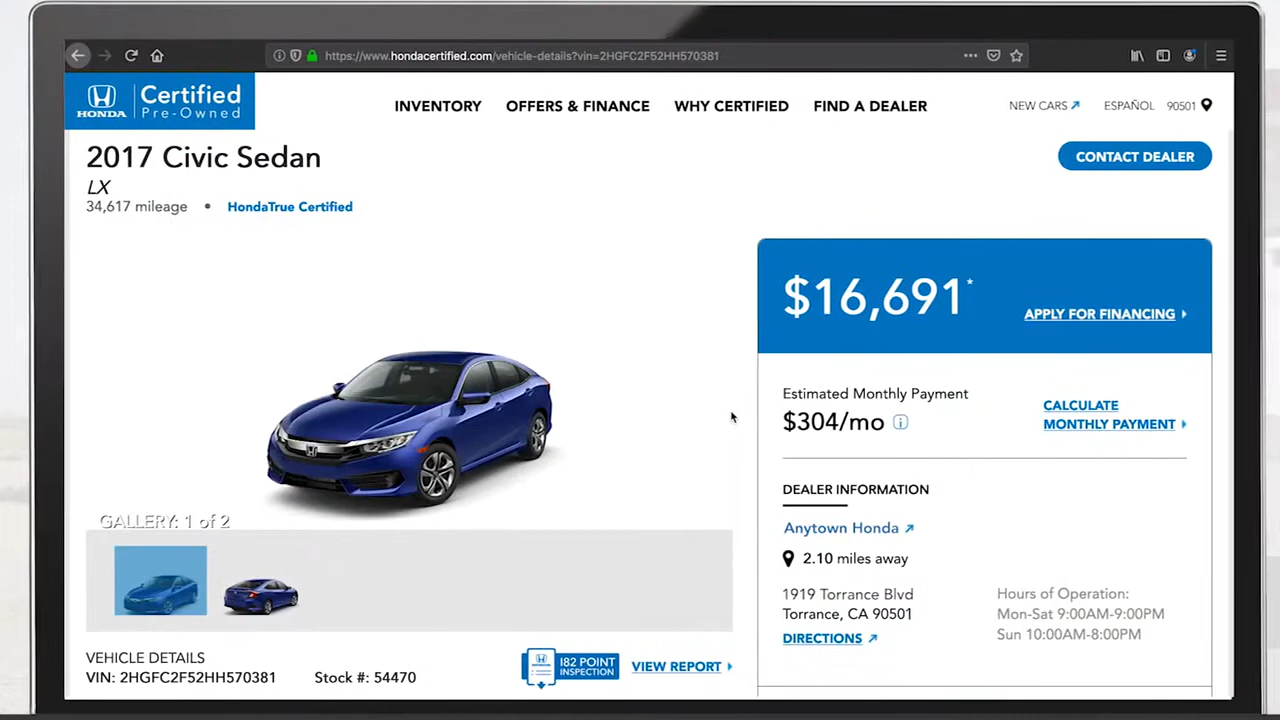 https://www.hondacertified.com/vehicle-details?vin=2HGFC2F52HH570381
HONDA
Certified
Pre-Owned
INVENTORY
OFFERS & FINANCE
WHY CERTIFIED
FIND A DEALER
NEW CARS
ESPAÑOL
90501
2017 Civic Sedan
LX
34,617 mileage • HondaTrue Certified
CONTACT DEALER
$16,691*
APPLY FOR FINANCING
Estimated Monthly Payment
$304/mo
CALCULATE
MONTHLY PAYMENT
DEALER INFORMATION
Anytown Honda
2.10 miles away
1919 Torrance Blvd
Torrance, CA 90501
DIRECTIONS
Hours of Operation:
Mon-Sat 9:00AM-9:00PM
Sun 10:00AM-8:00PM
GALLERY: 1 of 2
VEHICLE DETAILS
VIN: 2HGFC2F52HH570381
Stock #: 54470
182 POINT
INSPECTION
VIEW REPORT